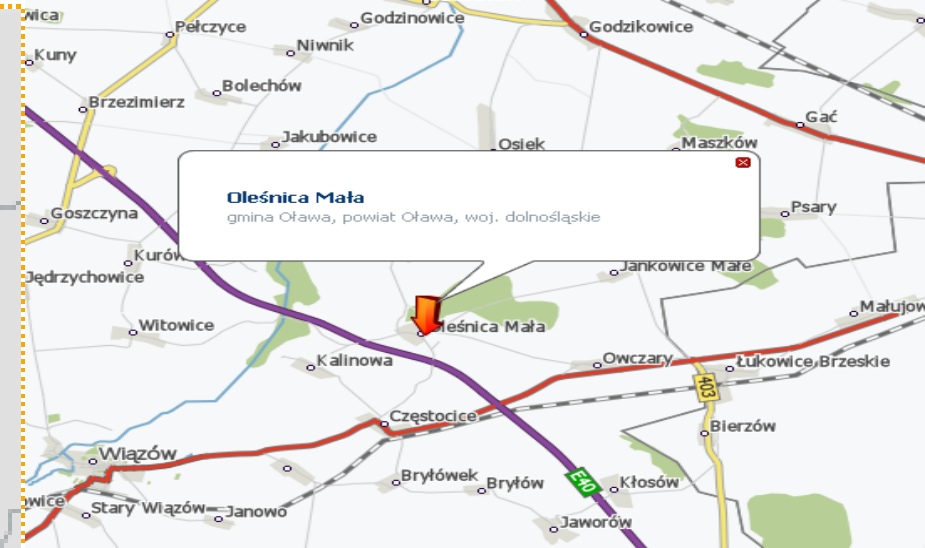 wica
Godzinowice
Pełczyce
Godzikowice
Niwnik
Kuny
Bolechów
Brzezimierz
Gać
Jakubowice
Osiek
Maszków
Oleśnica Mała
gmina Oława, powiat Oława, woj. dolnośląskie
Psary
Goszczyna
Kurów
Jankowice Małe
Jędrzychowice
Małujow
Witowice
Oleśnica Mała
Kalinowa
Owczary
Łukowice Brzeskie
403
Częstocice
Bierzów
Wiązów
Bryłówek
Bryłów
E40
Kłosów
wice
Stary Wiązów
Janowo
Jaworów